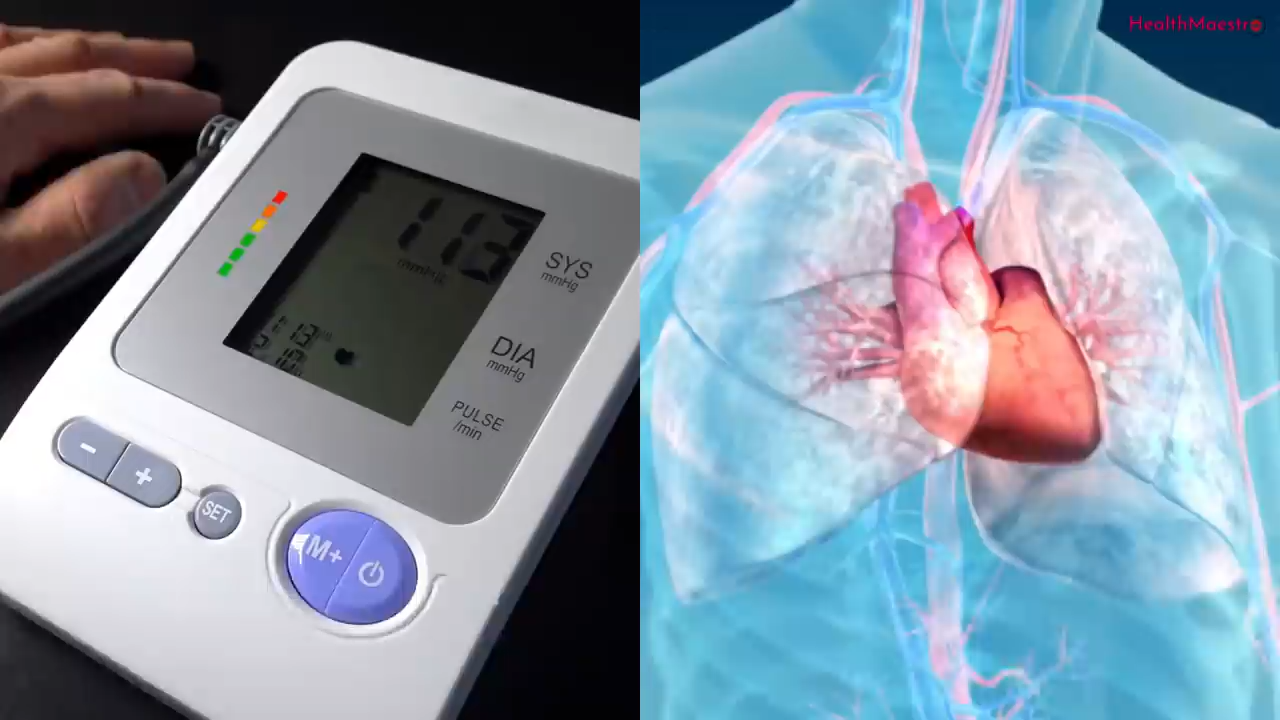 HealthMaestro
113
mmHg
SYS
mmHg
DIA
mmHg
PULSE
/min
-
+
SET
M+